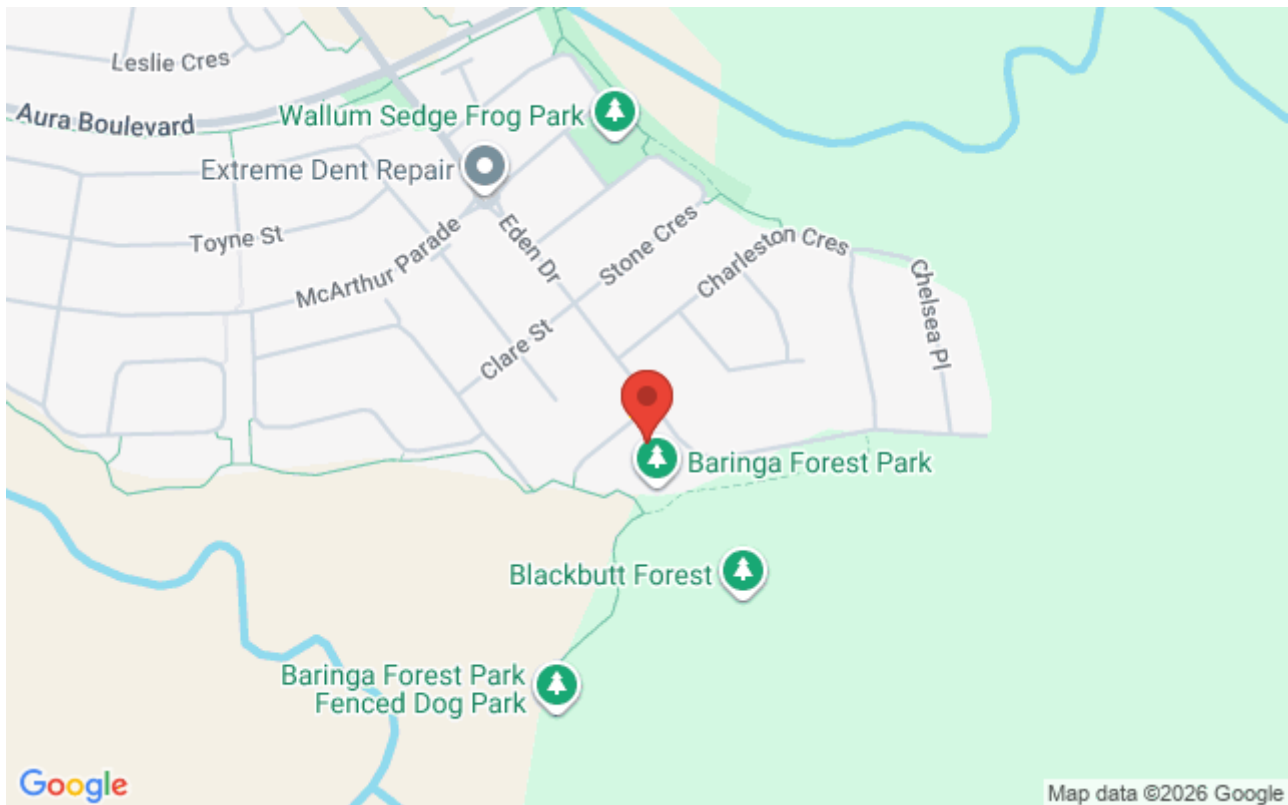 Leslie Cres
Aura Boulevard
Wallum Sedge Frog Park
Extreme Dent Repair
Toyne St
McArthur Parade
Eden Dr
Stone Cres
Charleston Cres
Chelsea Pl
Clare St
Baringa Forest Park
Blackbutt Forest
Baringa Forest Park
Fenced Dog Park
Google
Map data ©2026 Google